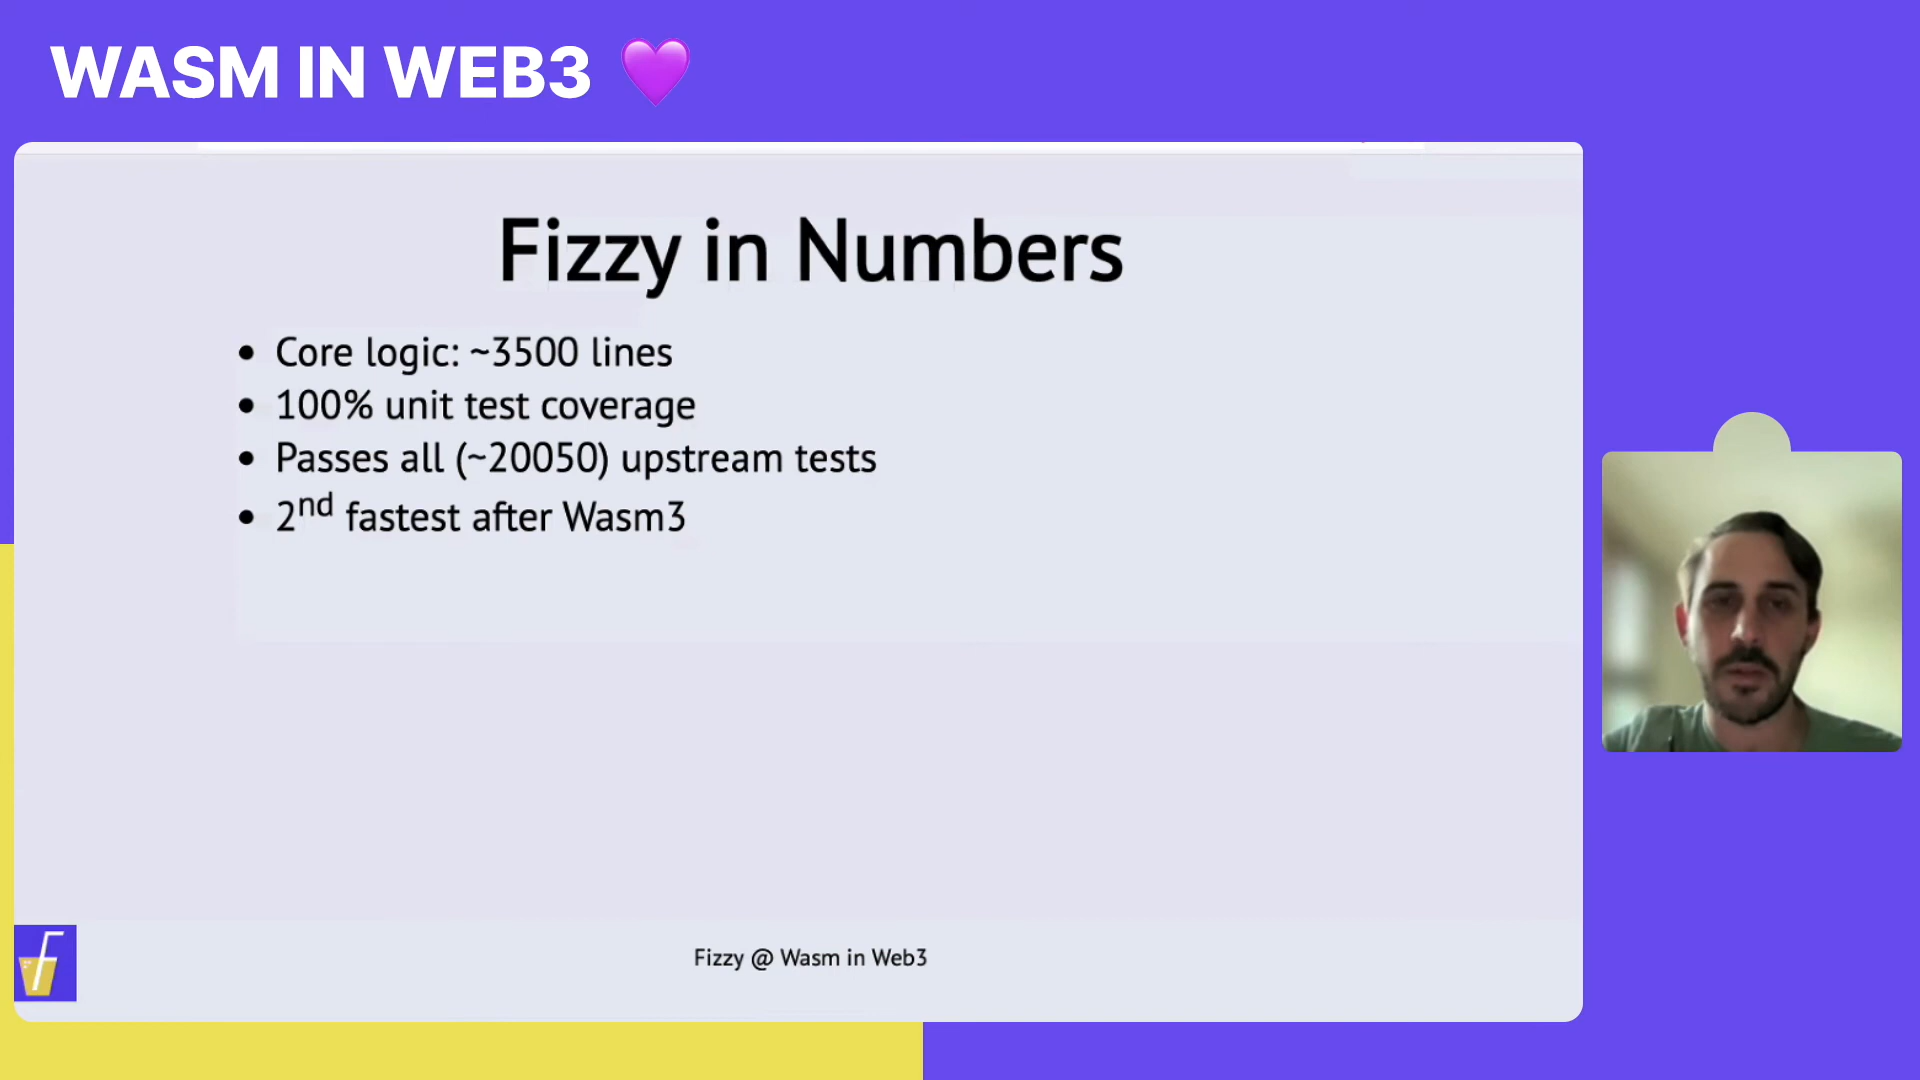 WASM IN WEB3 💜
Fizzy in Numbers
• Core logic: ~3500 lines
• 100% unit test coverage
• Passes all (~20050) upstream tests
• 2nd fastest after Wasm3
Fizzy @ Wasm in Web3